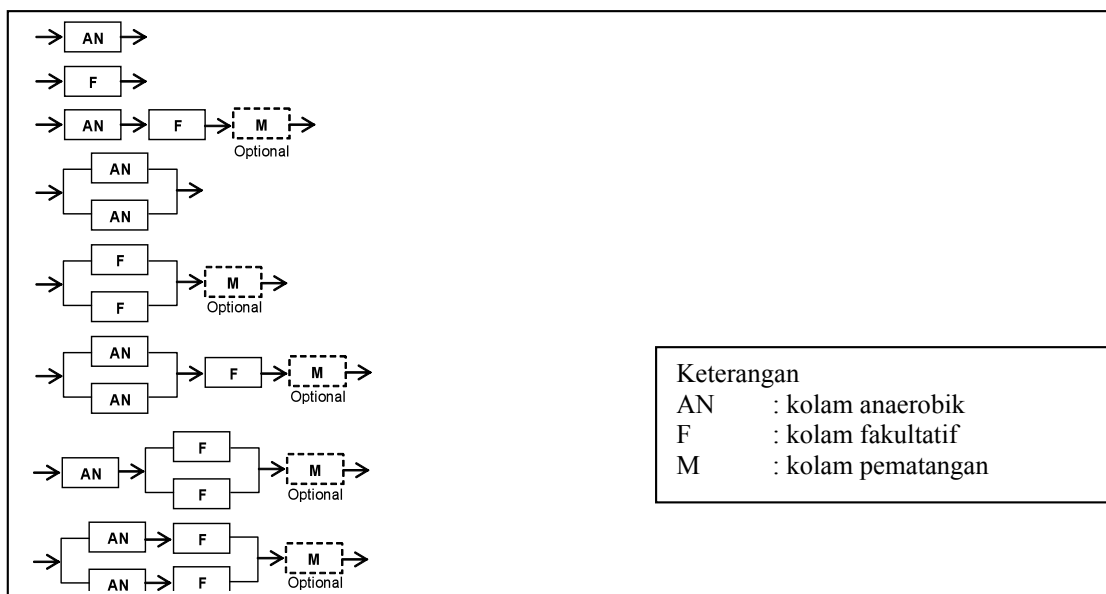 AN
F
AN F M
Optional
AN
AN
F
M
F
Optional
AN
F M
AN
Optional
F
AN M
F
Optional
AN F
M
AN F
Optional
Keterangan
AN : kolam anaerobik
F : kolam fakultatif
M : kolam pematangan